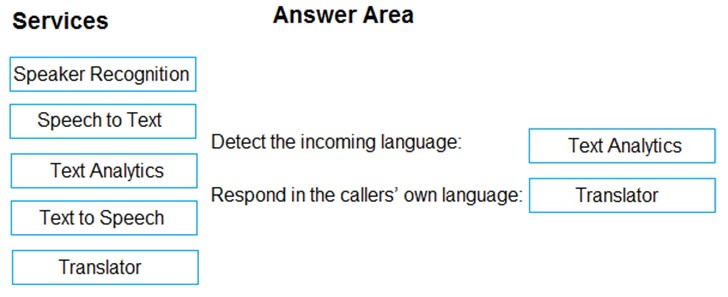 Services
Answer Area
Speaker Recognition
Speech to Text
Text Analytics
Text to Speech
Translator
Detect the incoming language:
Text Analytics
Respond in the callers’ own language:
Translator